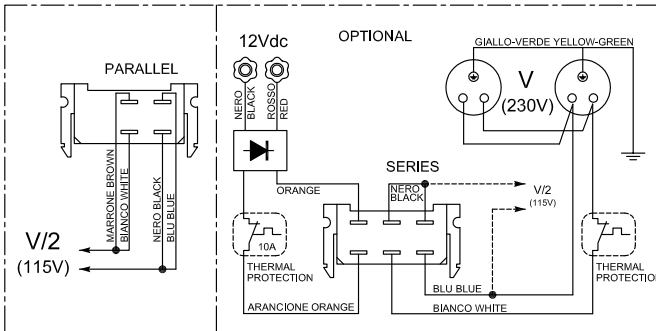 PARALLEL
MARRONE BROWN
BIANCO WHITE
NERO BLACK
BLU BLUE
V/2
(115V)
12Vdc
OPTIONAL
NERO
BLACK
ROSSO
RED
ORANGE
10A
THERMAL
PROTECTION
ARANCIONE ORANGE
SERIES
NERO
BLACK
V/2
(115V)
BLU BLUE
BIANCO WHITE
GIALLO-VERDE YELLOW-GREEN
V
(230V)
THERMAL
PROTECTION